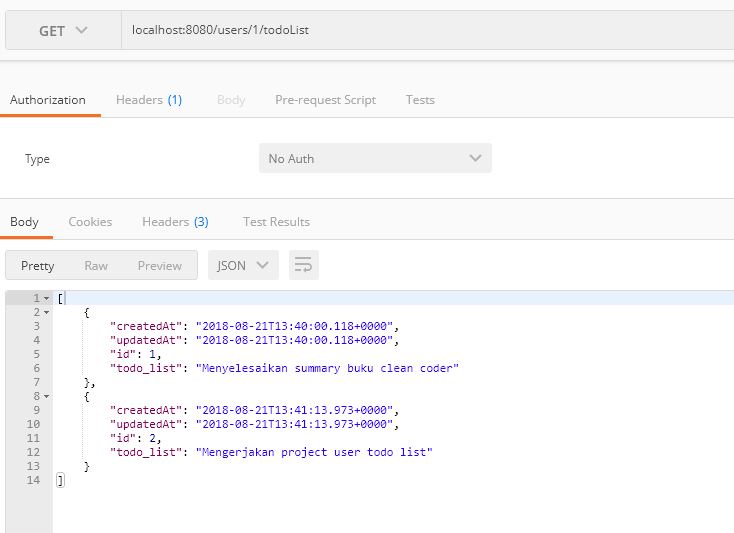 GET localhost:8080/users/1/todoList
Authorization Headers (1) Body Pre-request Script Tests
Type No Auth
Body Cookies Headers (3) Test Results
Pretty Raw Preview JSON
1 [
2 {
3 "createdAt": "2018-08-21T13:40:00.118+0000",
4 "updatedAt": "2018-08-21T13:40:00.118+0000",
5 "id": 1,
6 "todo_list": "Menyelesaikan summary buku clean coder"
7 },
8 {
9 "createdAt": "2018-08-21T13:41:13.973+0000",
10 "updatedAt": "2018-08-21T13:41:13.973+0000",
11 "id": 2,
12 "todo_list": "Mengerjakan project user todo list"
13 }
14 ]